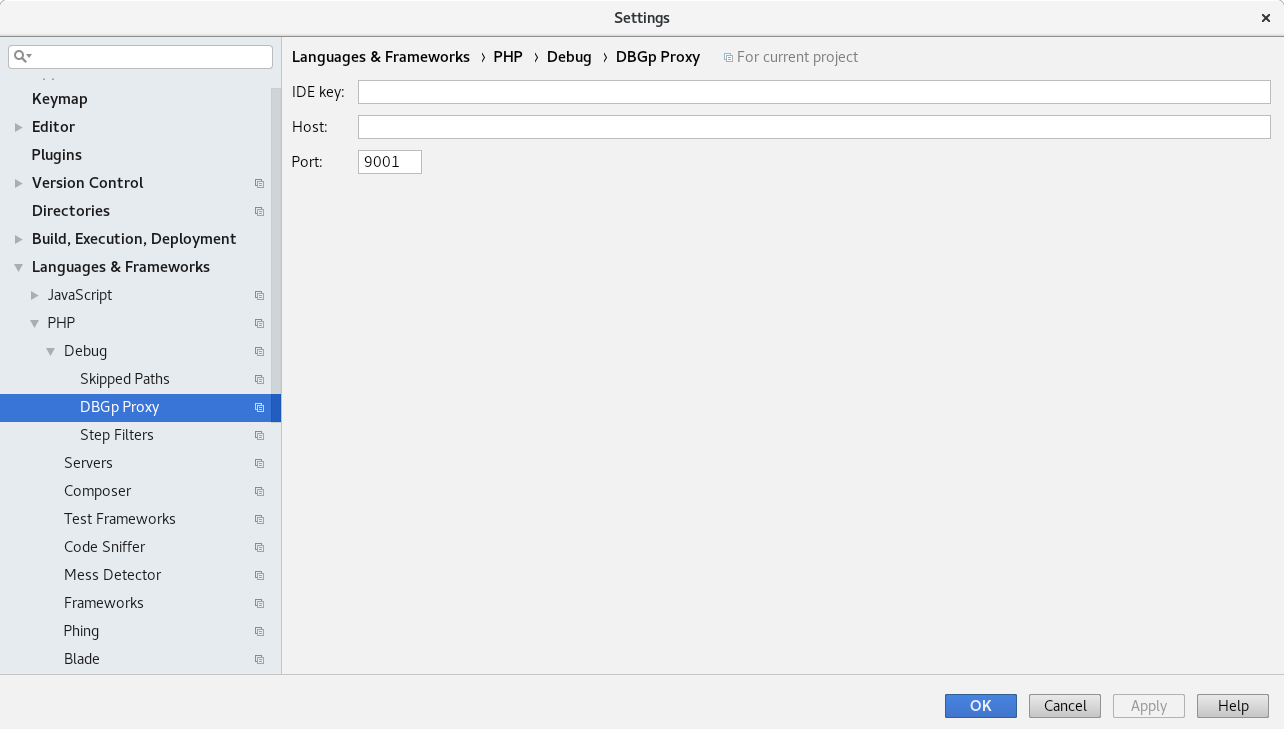 Settings
Languages & Frameworks › PHP › Debug › DBGp Proxy For current project
Keymap
Editor
Plugins
Version Control
Directories
Build, Execution, Deployment
Languages & Frameworks
JavaScript
PHP
Debug
Skipped Paths
DBGp Proxy
Step Filters
Servers
Composer
Test Frameworks
Code Sniffer
Mess Detector
Frameworks
Phing
Blade
IDE key:
Host:
Port: 9001
OK Cancel Apply Help